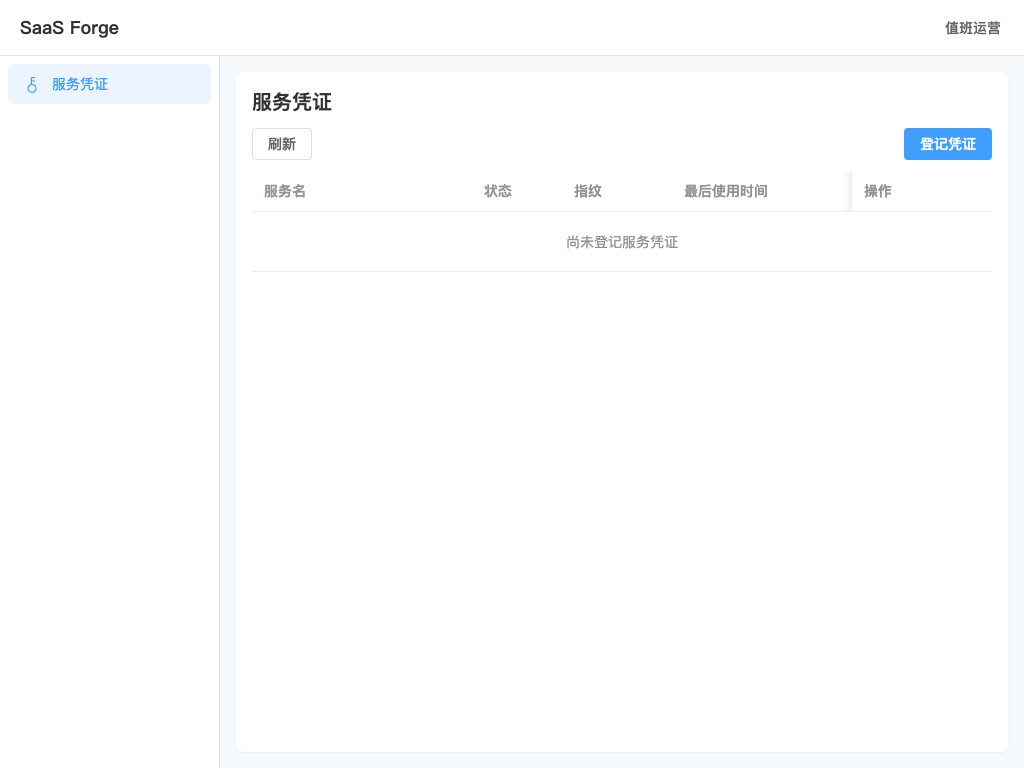 SaaS Forge
值班运营
服务凭证
服务凭证
刷新
登记凭证
服务名 状态 指纹 最后使用时间 操作
尚未登记服务凭证